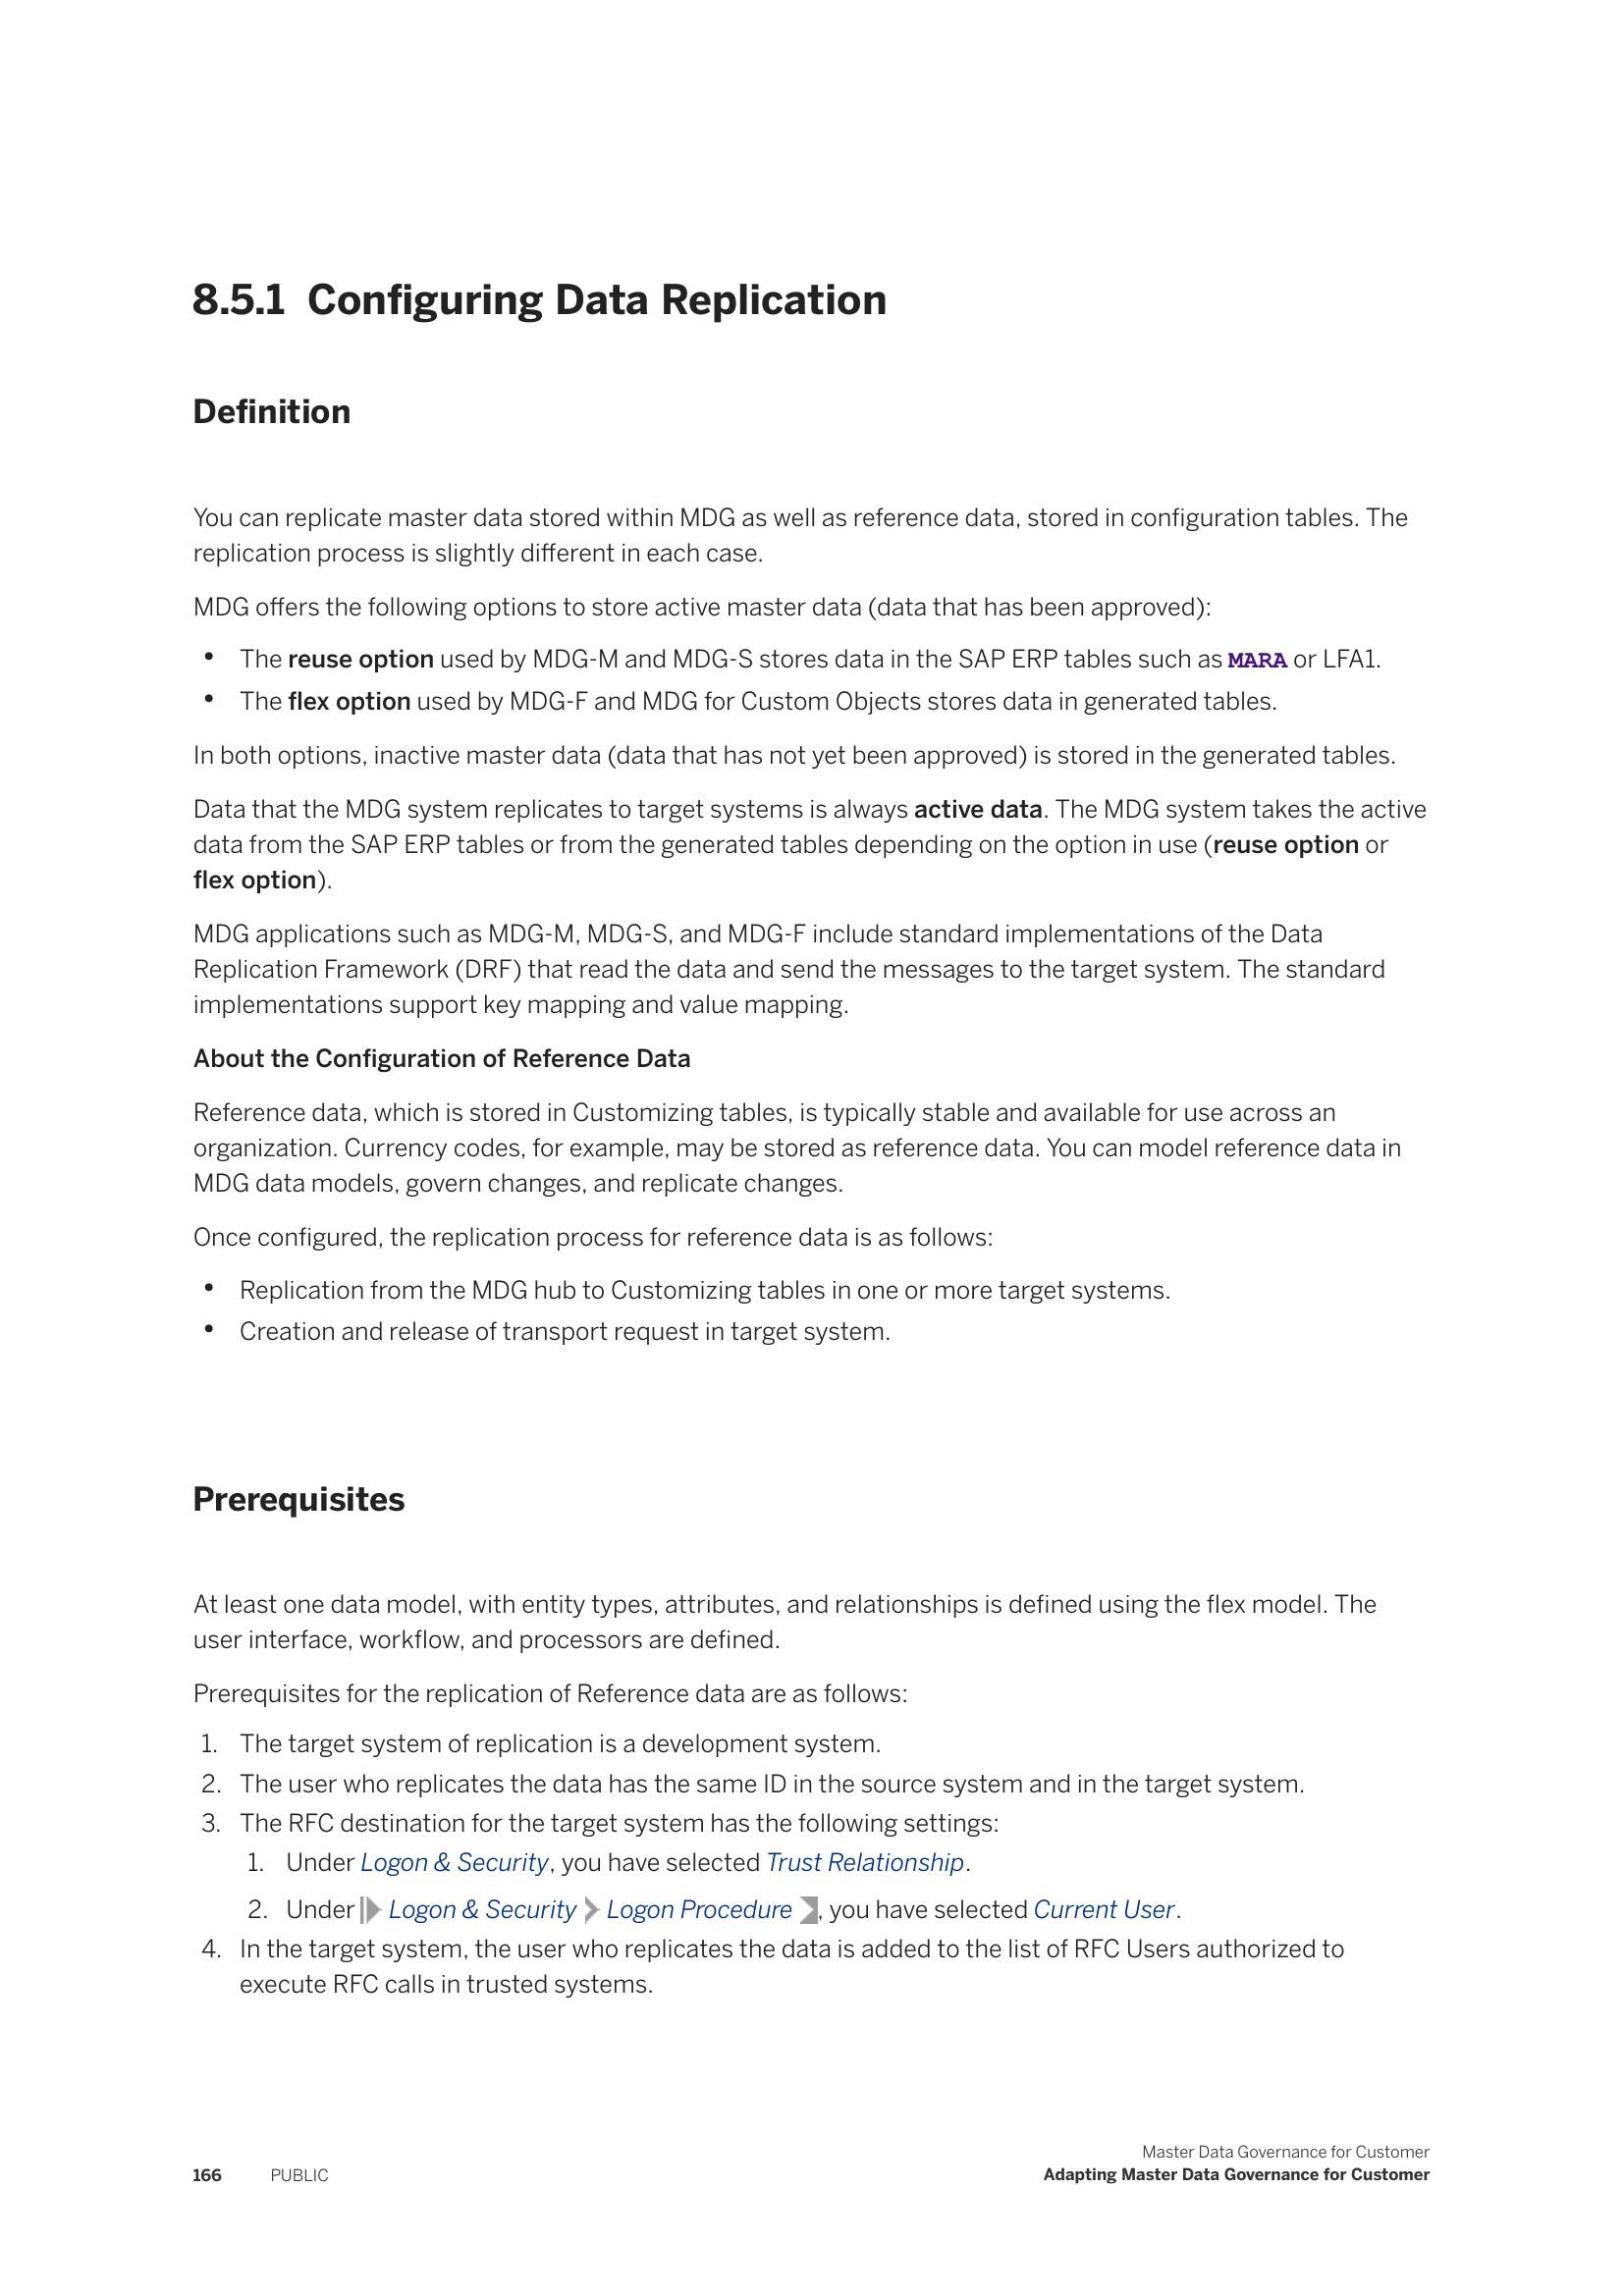 8.5.1 Configuring Data Replication
Definition
You can replicate master data stored within MDG as well as reference data, stored in configuration tables. The
replication process is slightly different in each case.
MDG offers the following options to store active master data (data that has been approved):
• The reuse option used by MDG-M and MDG-S stores data in the SAP ERP tables such as MARA or LFA1.
• The flex option used by MDG-F and MDG for Custom Objects stores data in generated tables.
In both options, inactive master data (data that has not yet been approved) is stored in the generated tables.
Data that the MDG system replicates to target systems is always active data. The MDG system takes the active
data from the SAP ERP tables or from the generated tables depending on the option in use (reuse option or
flex option).
MDG applications such as MDG-M, MDG-S, and MDG-F include standard implementations of the Data
Replication Framework (DRF) that read the data and send the messages to the target system. The standard
implementations support key mapping and value mapping.
About the Configuration of Reference Data
Reference data, which is stored in Customizing tables, is typically stable and available for use across an
organization. Currency codes, for example, may be stored as reference data. You can model reference data in
MDG data models, govern changes, and replicate changes.
Once configured, the replication process for reference data is as follows:
• Replication from the MDG hub to Customizing tables in one or more target systems.
• Creation and release of transport request in target system.
Prerequisites
At least one data model, with entity types, attributes, and relationships is defined using the flex model. The
user interface, workflow, and processors are defined.
Prerequisites for the replication of Reference data are as follows:
1. The target system of replication is a development system.
2. The user who replicates the data has the same ID in the source system and in the target system.
3. The RFC destination for the target system has the following settings:
1. Under Logon & Security, you have selected Trust Relationship.
2. Under Logon & Security Logon Procedure , you have selected Current User.
4. In the target system, the user who replicates the data is added to the list of RFC Users authorized to
execute RFC calls in trusted systems.
Master Data Governance for Customer
166 PUBLIC Adapting Master Data Governance for Customer